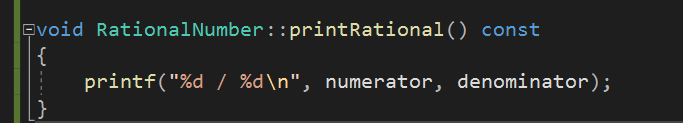 void RationalNumber::printRational() const
{
printf("%d / %d\n", numerator, denominator);
}